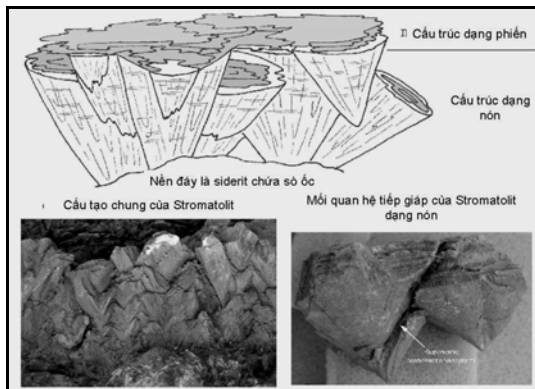 Cấu trúc dạng phiến
Cấu trúc dạng
nón
Nền đáy là siderit chứa sò ốc
Cấu tạo chung của Stromatolit
Mối quan hệ tiếp giáp của Stromatolit
dạng nón